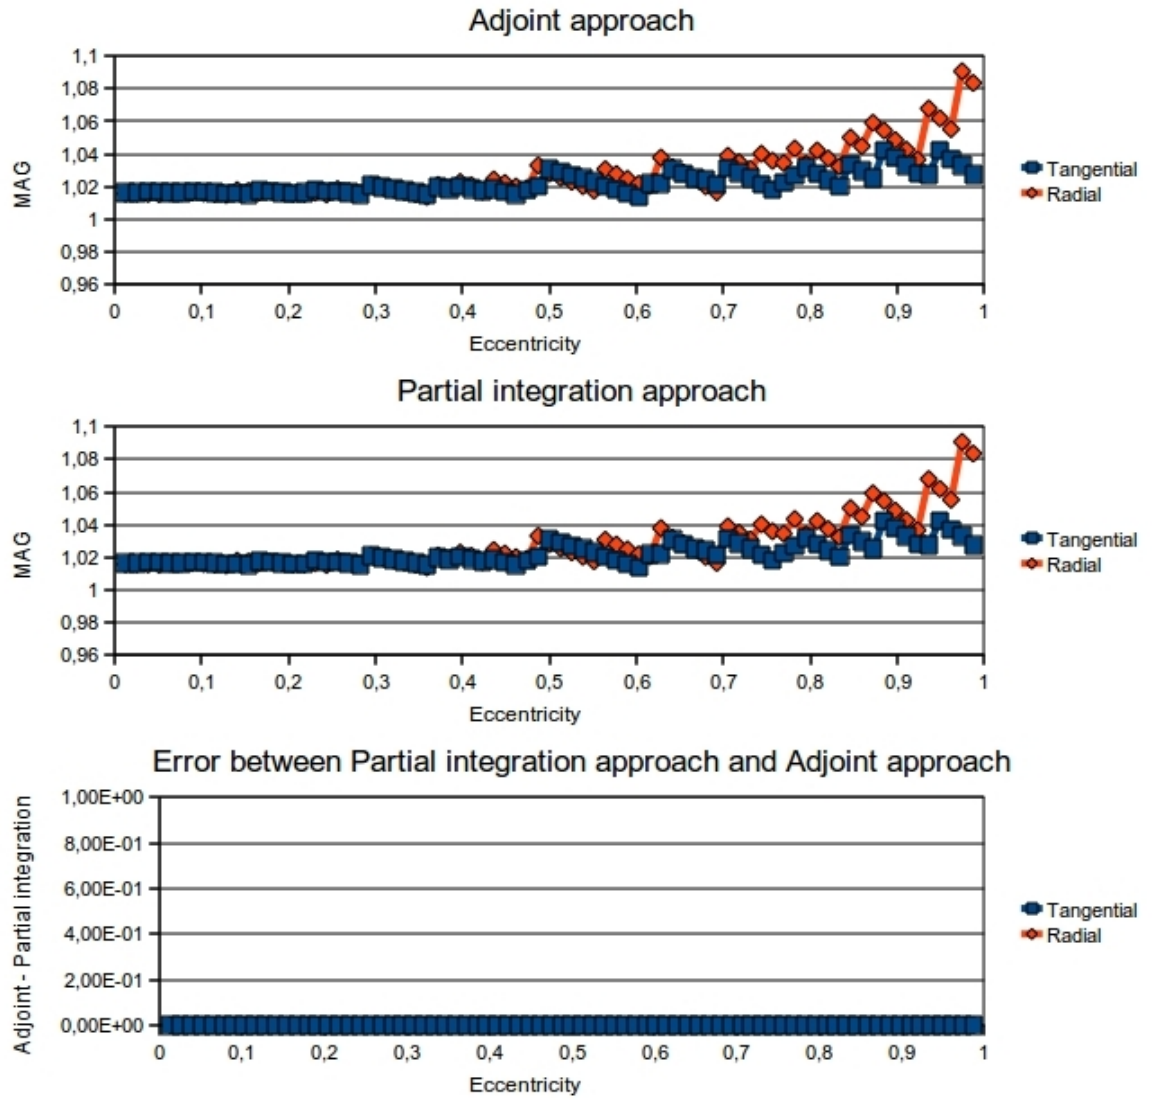 Adjoint approach
1,1
1,08
1,06
1,04
1,02
1
0,98
0,96
MAG
0 0,1 0,2 0,3 0,4 0,5 0,6 0,7 0,8 0,9 1
Eccentricity
Tangential
Radial
Partial integration approach
1,1
1,08
1,06
1,04
1,02
1
0,98
0,96
MAG
0 0,1 0,2 0,3 0,4 0,5 0,6 0,7 0,8 0,9 1
Eccentricity
Tangential
Radial
Error between Partial integration approach and Adjoint approach
1,00E+00
8,00E-01
6,00E-01
4,00E-01
2,00E-01
0,00E+00
Adjoint - Partial integration
0 0,1 0,2 0,3 0,4 0,5 0,6 0,7 0,8 0,9 1
Eccentricity
Tangential
Radial